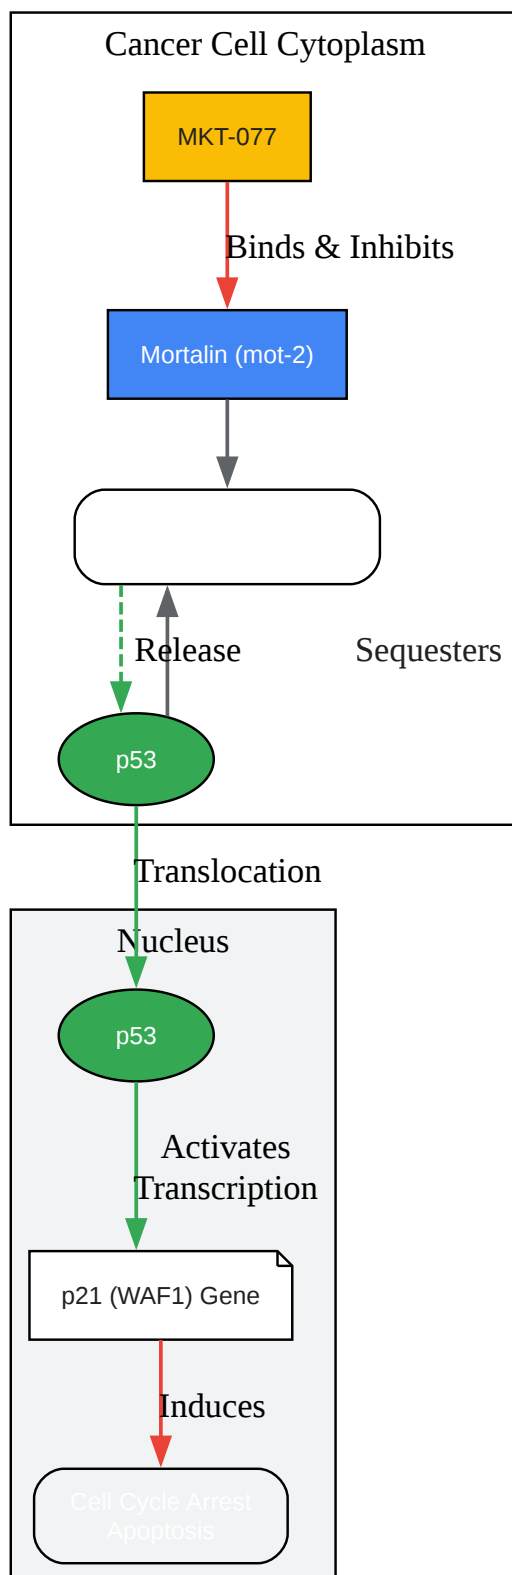 Cancer Cell Cytoplasm
MKT-077
Binds & Inhibits
Mortalin (mot-2)
Release
Sequesters
p53
Translocation
Nucleus
p53
Activates
Transcription
p21 (WAF1) Gene
Induces
Cell Cycle Arrest
Apoptosis